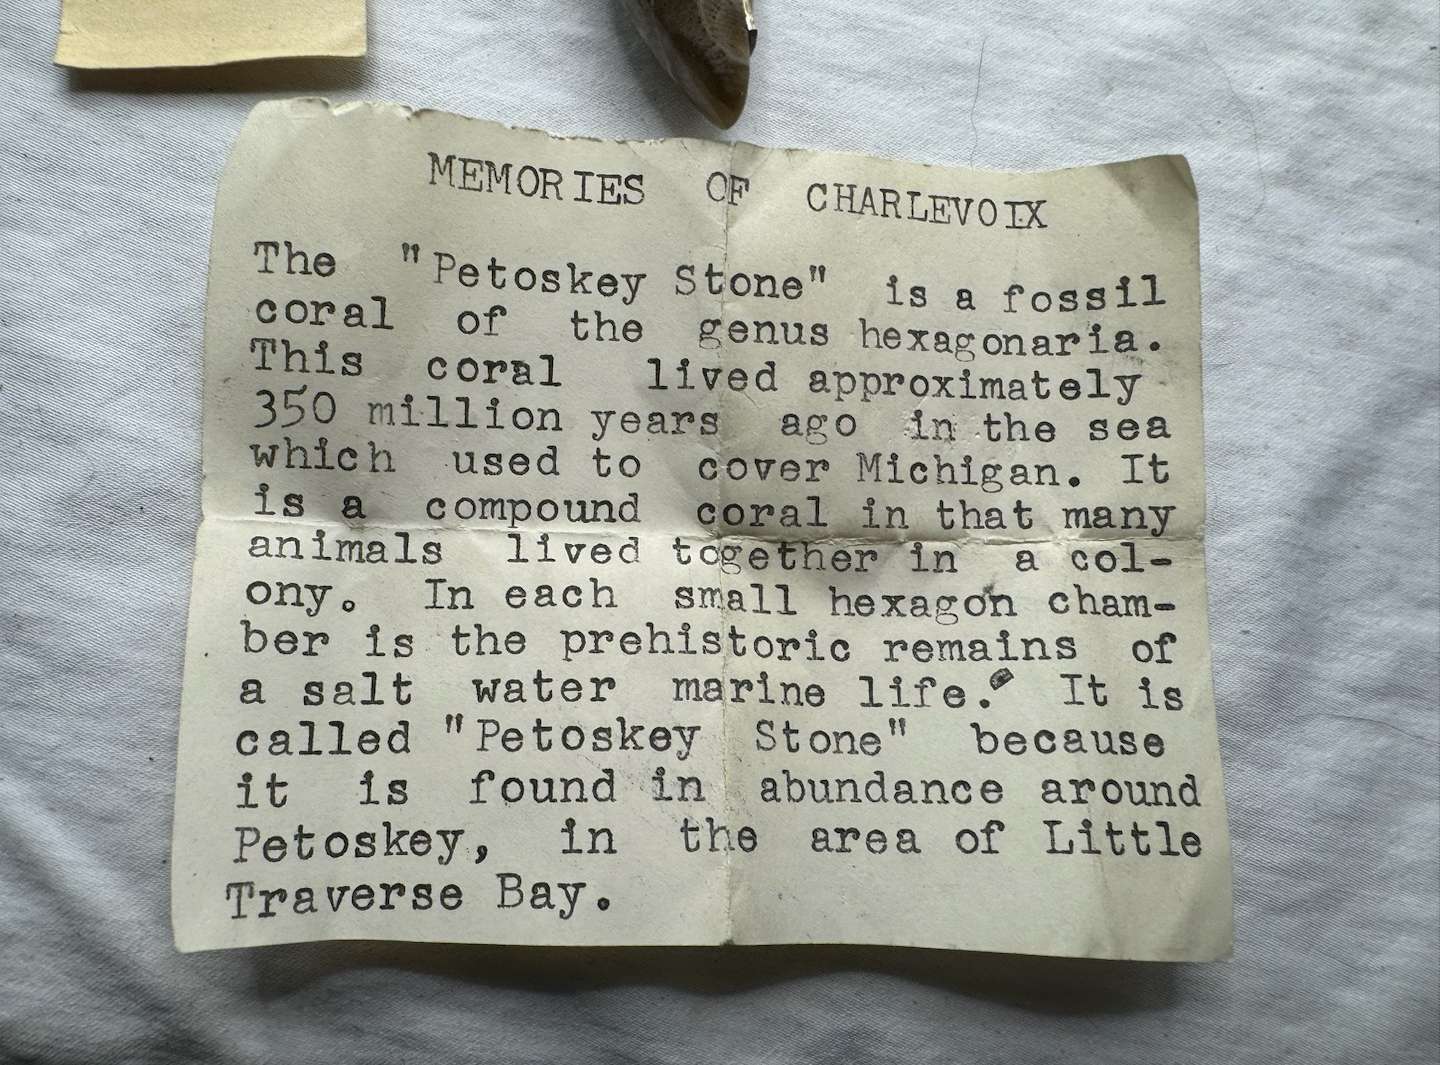 MEMORIES OF CHARLEVOIX
The "Petoskey Stone" is a fossil
coral of the genus hexagonaria.
This coral lived approximately
350 million years ago in the sea
which used to cover Michigan. It
is a compound coral in that many
animals lived together in a col-
ony. In each small hexagon cham-
ber is the prehistoric remains of
a salt water marine life. It is
called "Petoskey Stone" because
it is found in abundance around
Petoskey, in the area of Little
Traverse Bay.